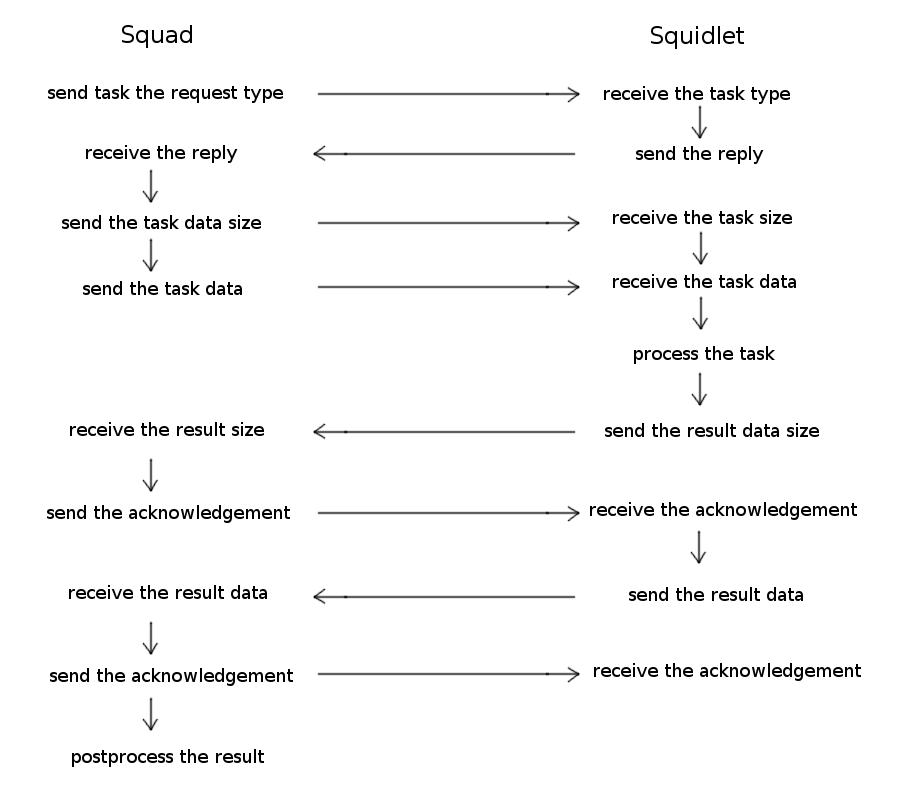 Squad
Squidlet
send task the request type
receive the task type
receive the reply
send the reply
send the task data size
receive the task size
send the task data
receive the task data
process the task
receive the result size
send the result data size
send the acknowledgement
receive the acknowledgement
receive the result data
send the result data
send the acknowledgement
receive the acknowledgement
postprocess the result